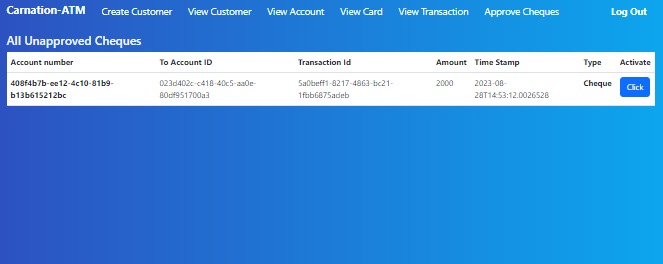 Carnation-ATM Create Customer View Customer View Account View Card View Transaction Approve Cheques Log Out
All Unapproved Cheques
Account number To Account ID Transaction Id Amount Time Stamp Type Activate
408f4b7b-ee12-4c10-81b9- 023d402c-c418-40c5-aa0e- 5a0beff1-8217-4863-bc21- 2000 2023-08- Cheque Click
b13b615212bc 80df951700a3 1fbb6875adeb 28T14:53:12.0026528